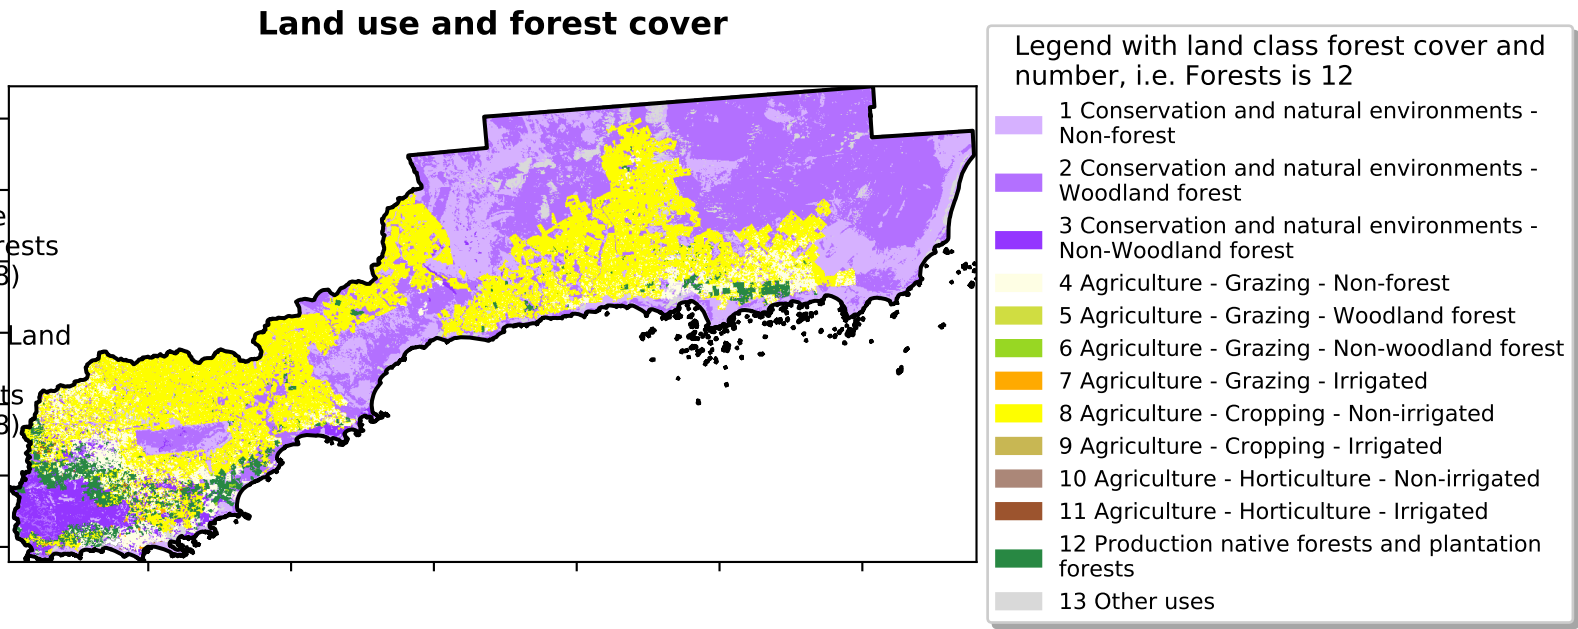 Land use and forest cover
Legend with land class forest cover and
number, i.e. Forests is 12
1 Conservation and natural environments -
Non-forest
2 Conservation and natural environments -
Woodland forest
3 Conservation and natural environments -
Non-Woodland forest
4 Agriculture - Grazing - Non-forest
5 Agriculture - Grazing - Woodland forest
6 Agriculture - Grazing - Non-woodland forest
7 Agriculture - Grazing - Irrigated
8 Agriculture - Cropping - Non-irrigated
9 Agriculture - Cropping - Irrigated
10 Agriculture - Horticulture - Non-irrigated
11 Agriculture - Horticulture - Irrigated
12 Production native forests and plantation
forests
13 Other uses
Land